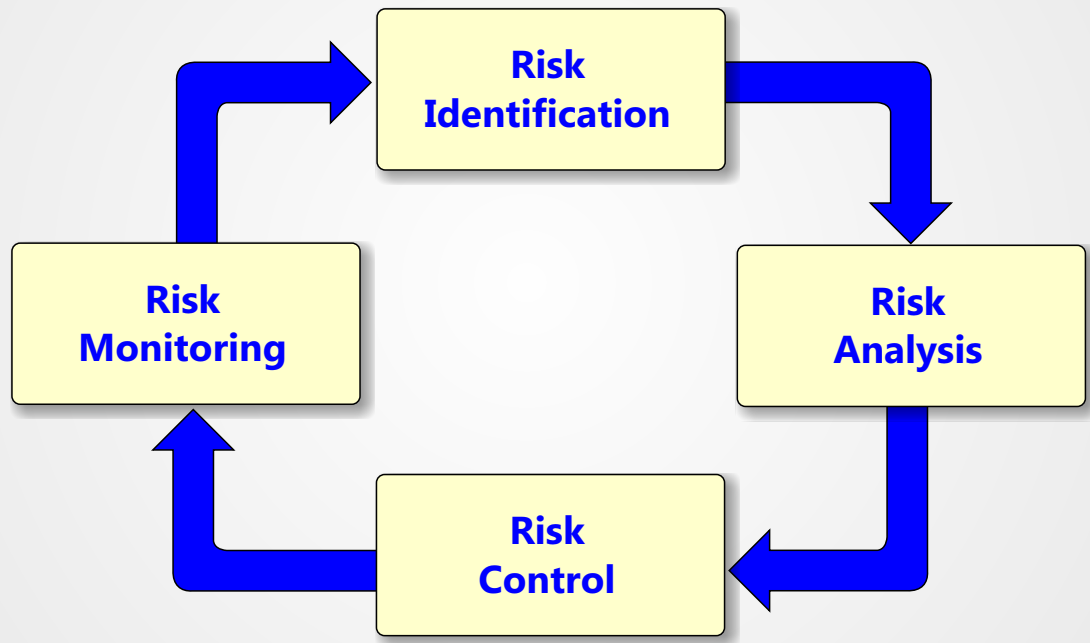 Risk
Identification
Risk
Monitoring
Risk
Analysis
Risk
Control